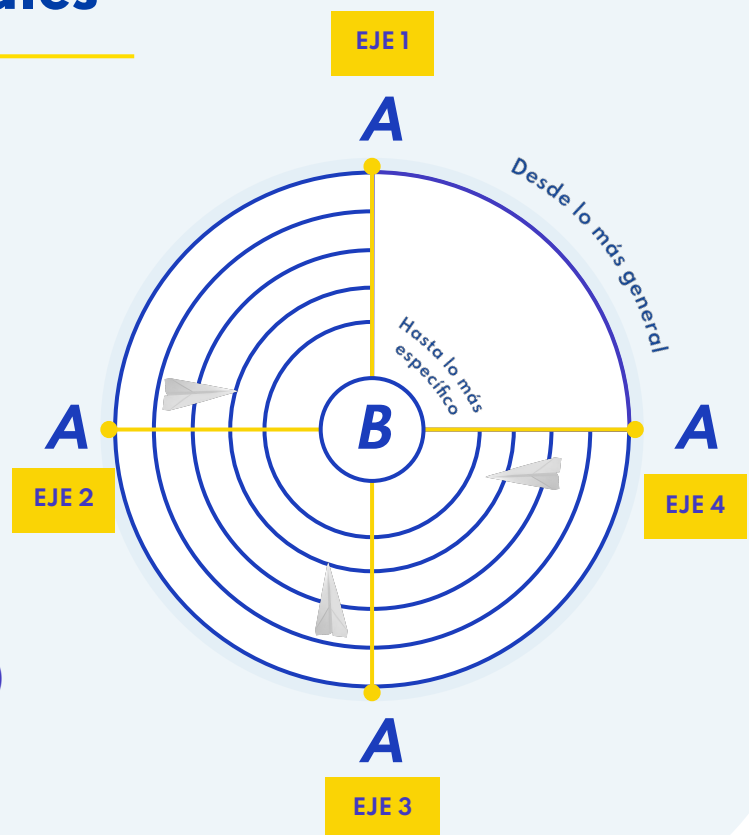 EJE 1
A
Desde lo más general
Hasta lo más
específico
A
B
A
EJE 2
EJE 4
A
EJE 3